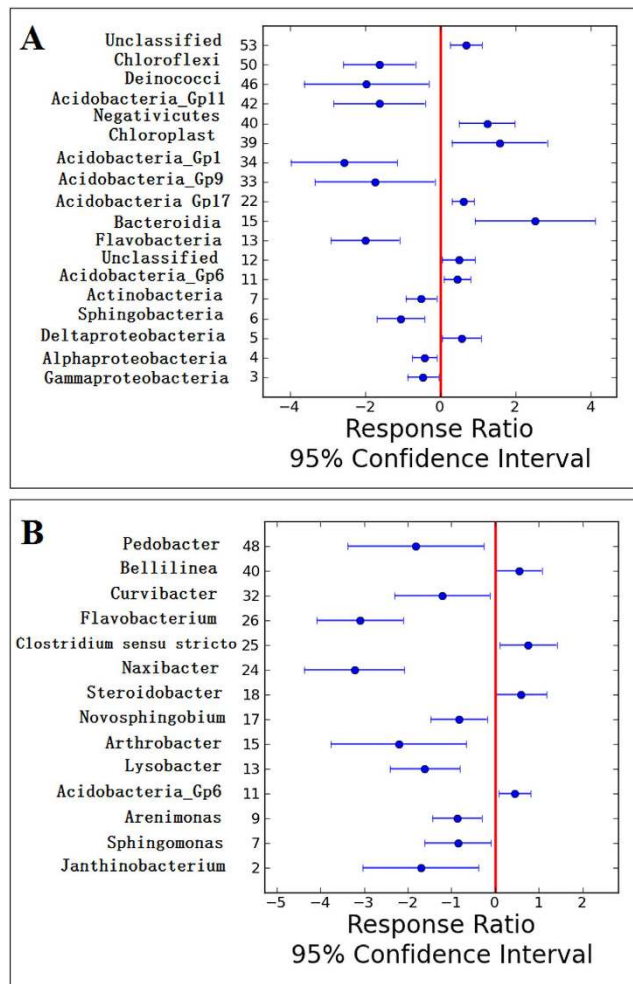 A
Unclassified 53
Chloroflexi 50
Deinococci 46
Acidobacteria_Gp11 42
Negativicutes 40
Chloroplast 39
Acidobacteria_Gp1 34
Acidobacteria_Gp9 33
Acidobacteria Gp17 22
Bacteroidia 15
Flavobacteria 13
Unclassified 12
Acidobacteria_Gp6 11
Actinobacteria 7
Sphingobacteria 6
Deltaproteobacteria 5
Alphaproteobacteria 4
Gammaproteobacteria 3
−4 −2 0 2 4
Response Ratio
95% Confidence Interval
B
Pedobacter 48
Bellilinea 40
Curvibacter 32
Flavobacterium 26
Clostridium sensu stricto 25
Naxibacter 24
Steroidobacter 18
Novosphingobium 17
Arthrobacter 15
Lysobacter 13
Acidobacteria_Gp6 11
Arenimonas 9
Sphingomonas 7
Janthinobacterium 2
−5 −4 −3 −2 −1 0 1 2
Response Ratio
95% Confidence Interval